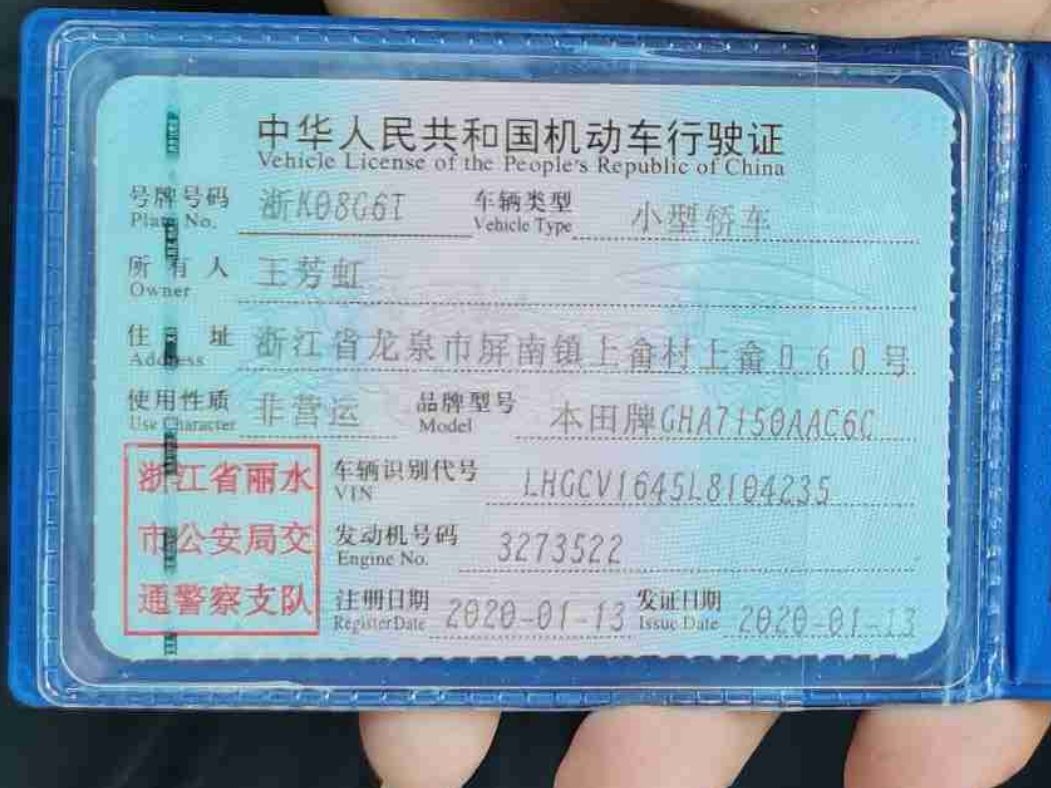 中华人民共和国机动车行驶证
Vehicle License of the People's Republic of China
号牌号码 浙K08G6I 车辆类型 小型轿车
Plate No. Vehicle Type
所有人 王芳虹
Owner
住址 浙江省龙泉市屏南镇上畲村上畲060号
Address
使用性质 非营运 品牌型号 本田牌GHA7150AAC6C
Use Character Model
浙江省丽水 车辆识别代号 LHGCV1645L8104235
VIN
市公安局交 发动机号码 3273522
Engine No.
通警察支队 注册日期 2020-01-13 发证日期 2020-01-13
Register Date Issue Date